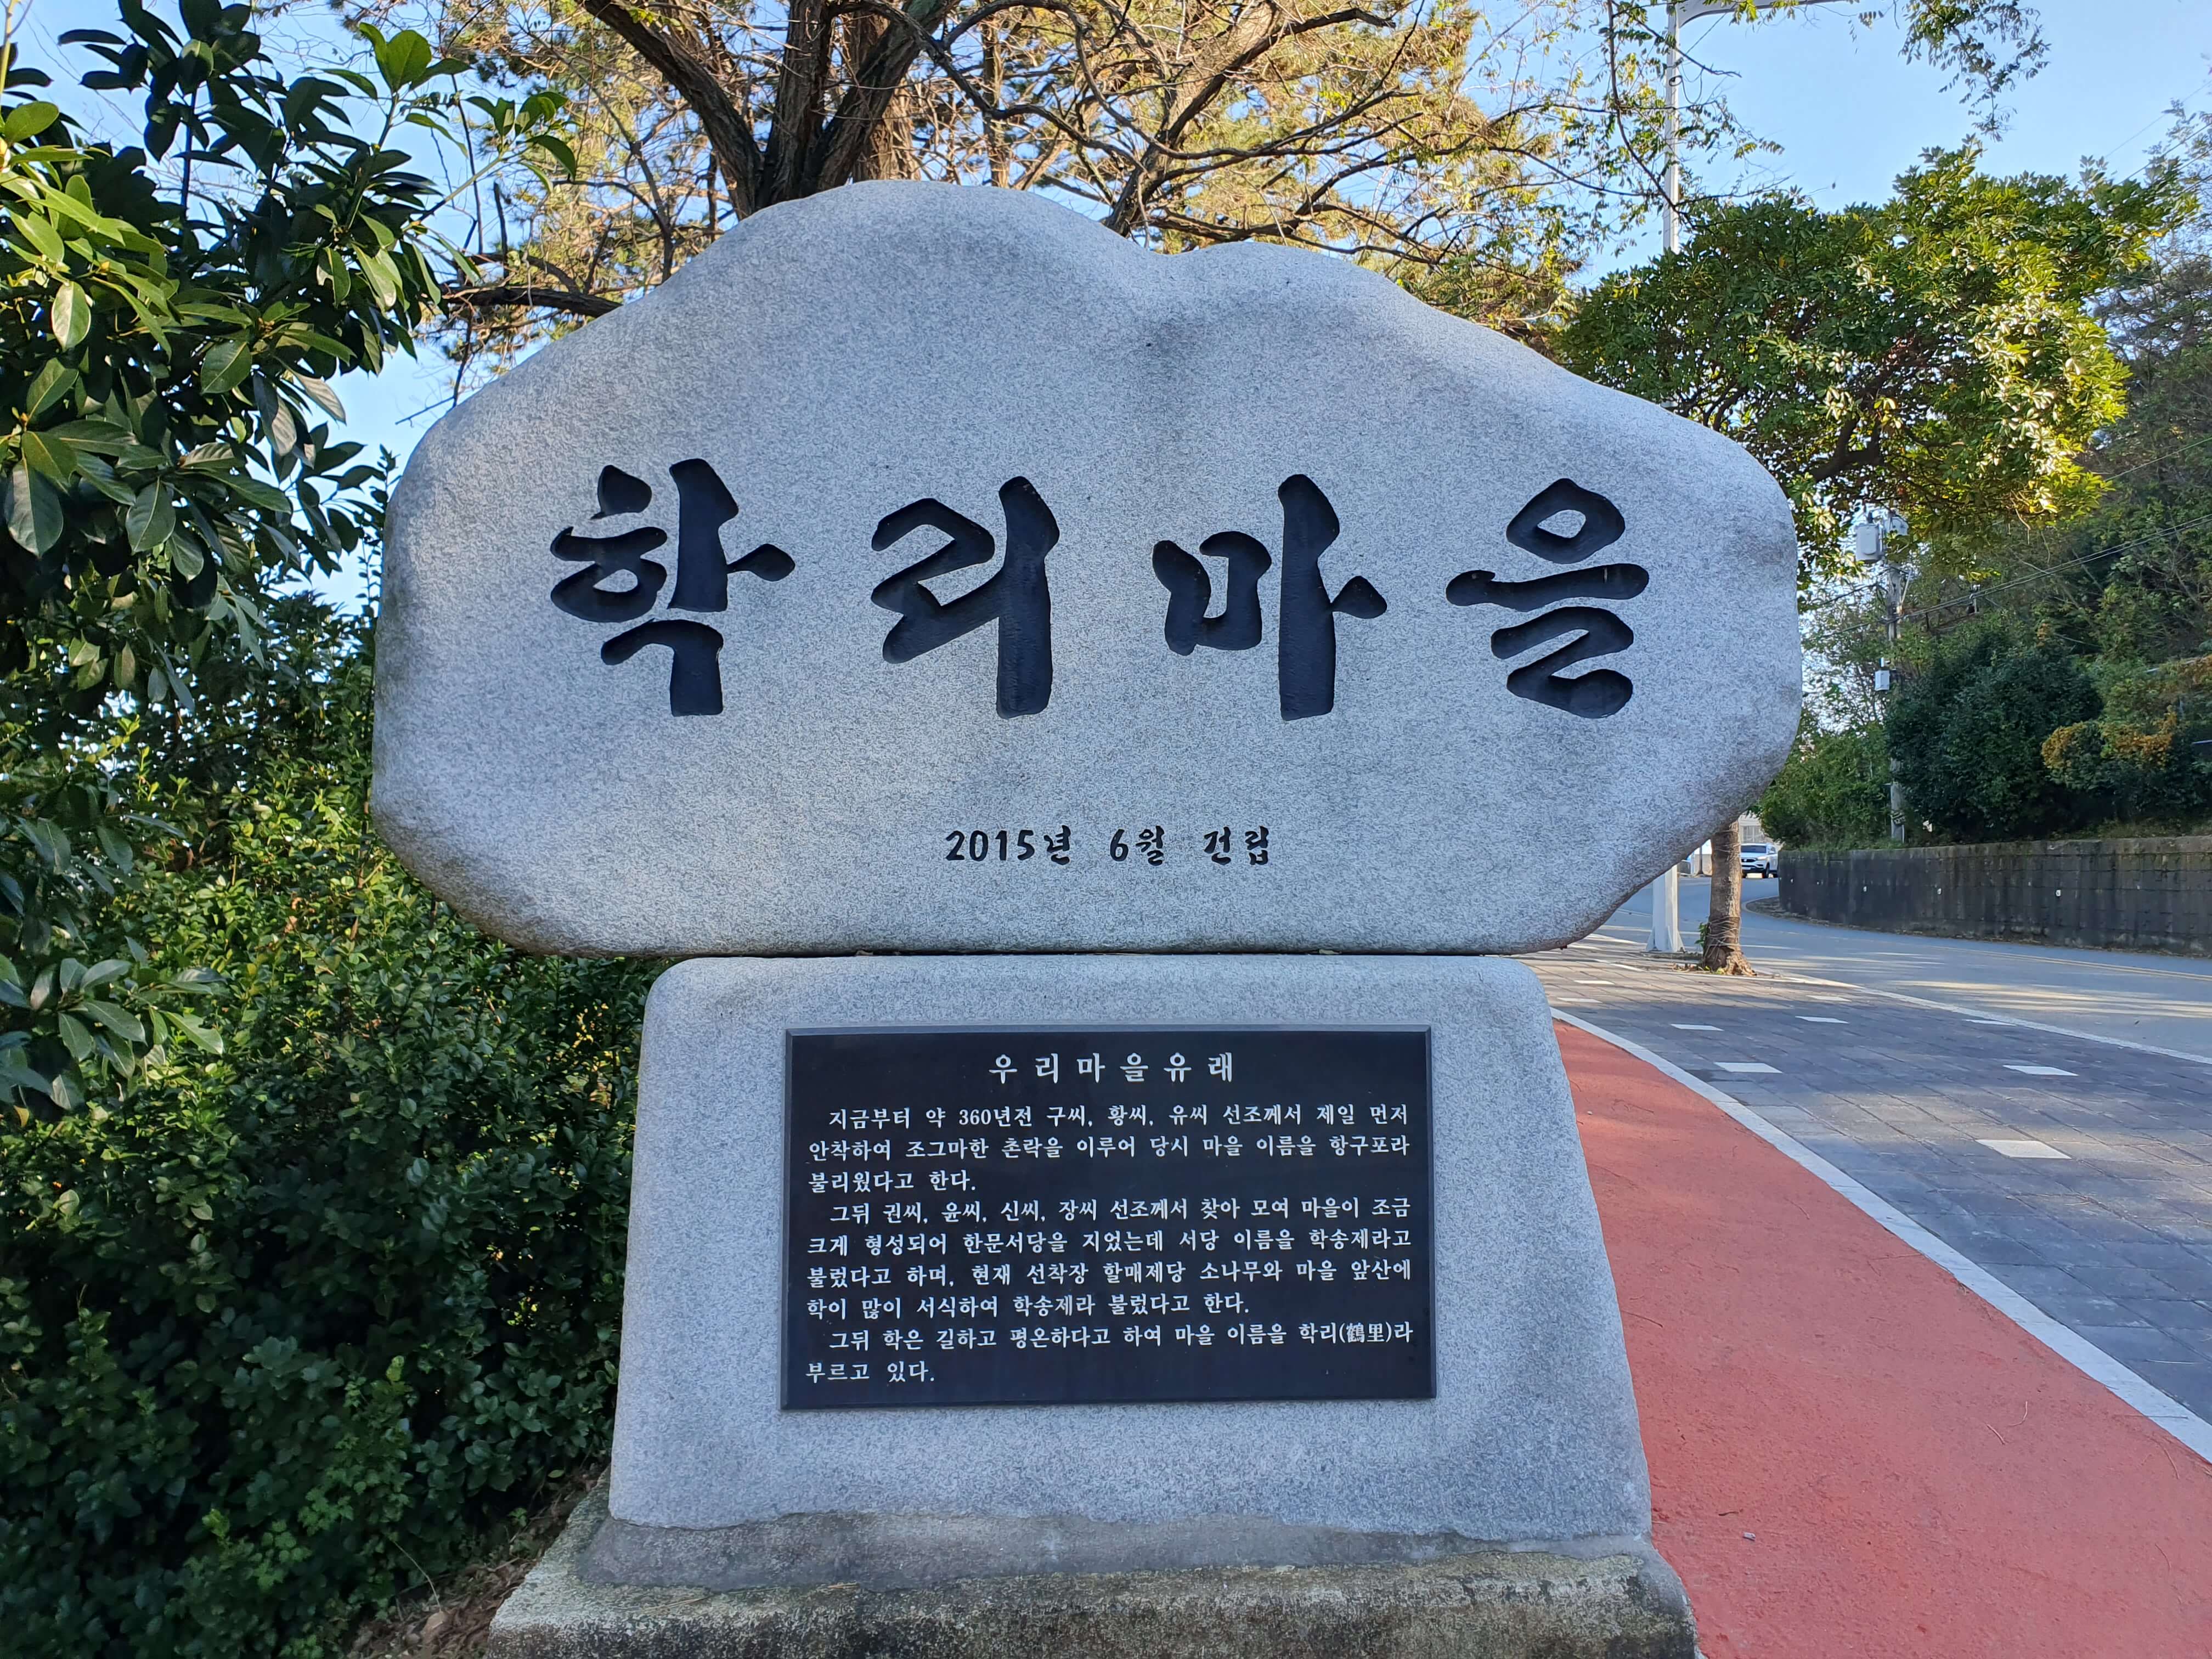 학리마을
2015년 6월 건립
우리마을유래
지금부터 약 360년전 구씨, 황씨, 유씨 선조께서 제일 먼저
안착하여 조그마한 촌락을 이루어 당시 마을 이름을 항구포라
불리웠다고 한다.
그뒤 권씨, 윤씨, 신씨, 장씨 선조께서 찾아 모여 마을이 조금
크게 형성되어 한문서당을 지었는데 서당 이름을 학송제라고
불렀다고 하며, 현재 선착장 할매제당 소나무와 마을 앞산에
학이 많이 서식하여 학송제라 불렀다고 한다.
그뒤 학은 길하고 평온하다고 하여 마을 이름을 학리(鶴里)라
부르고 있다.